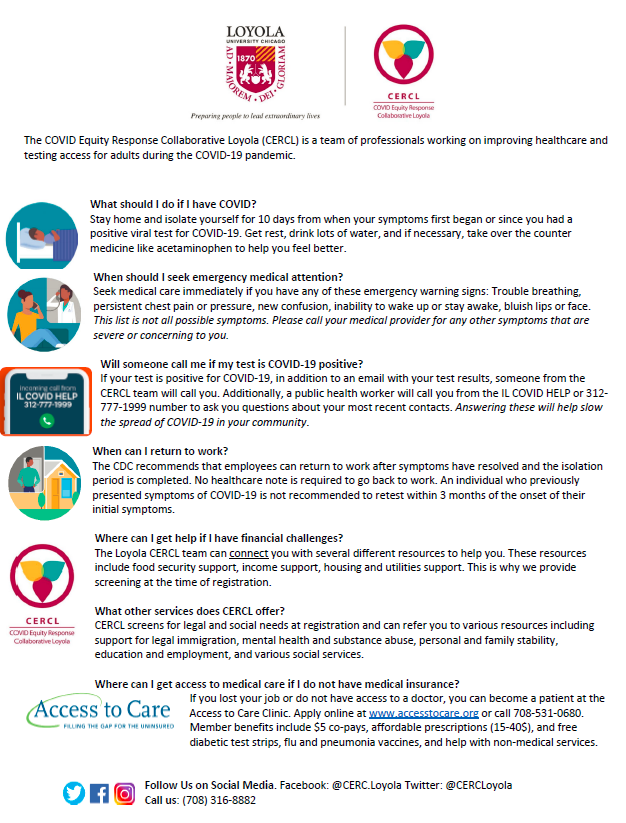 LOYOLA
UNIVERSITY CHICAGO
1870
AD • MAJOREM • DEI • GLORIAM
Preparing people to lead extraordinary lives
CERCL
COVID Equity Response
Collaborative Loyola
The COVID Equity Response Collaborative Loyola (CERCL) is a team of professionals working on improving healthcare and
testing access for adults during the COVID-19 pandemic.
What should I do if I have COVID?
Stay home and isolate yourself for 10 days from when your symptoms first began or since you had a
positive viral test for COVID-19. Get rest, drink lots of water, and if necessary, take over the counter
medicine like acetaminophen to help you feel better.
When should I seek emergency medical attention?
Seek medical care immediately if you have any of these emergency warning signs: Trouble breathing,
persistent chest pain or pressure, new confusion, inability to wake up or stay awake, bluish lips or face.
This list is not all possible symptoms. Please call your medical provider for any other symptoms that are
severe or concerning to you.
Incoming call from
IL COVID HELP
312-777-1999
Will someone call me if my test is COVID-19 positive?
If your test is positive for COVID-19, in addition to an email with your test results, someone from the
CERCL team will call you. Additionally, a public health worker will call you from the IL COVID HELP or 312-
777-1999 number to ask you questions about your most recent contacts. Answering these will help slow
the spread of COVID-19 in your community.
When can I return to work?
The CDC recommends that employees can return to work after symptoms have resolved and the isolation
period is completed. No healthcare note is required to go back to work. An individual who previously
presented symptoms of COVID-19 is not recommended to retest within 3 months of the onset of their
initial symptoms.
Where can I get help if I have financial challenges?
The Loyola CERCL team can connect you with several different resources to help you. These resources
include food security support, income support, housing and utilities support. This is why we provide
screening at the time of registration.
CERCL
COVID Equity Response
Collaborative Loyola
What other services does CERCL offer?
CERCL screens for legal and social needs at registration and can refer you to various resources including
support for legal immigration, mental health and substance abuse, personal and family stability,
education and employment, and various social services.
Where can I get access to medical care if I do not have medical insurance?
Access to Care
FILLING THE GAP FOR THE UNINSURED
If you lost your job or do not have access to a doctor, you can become a patient at the
Access to Care Clinic. Apply online at www.accesstocare.org or call 708-531-0680.
Member benefits include $5 co-pays, affordable prescriptions (15-40$), and free
diabetic test strips, flu and pneumonia vaccines, and help with non-medical services.
Follow Us on Social Media. Facebook: @CERC.Loyola Twitter: @CERCLoyola
Call us: (708) 316-8882